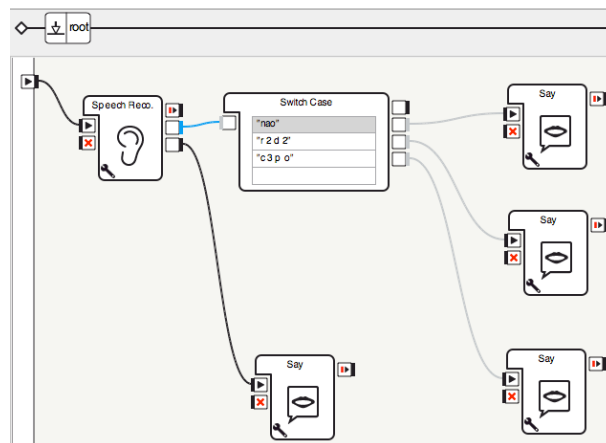 root
Speech Reco.
Switch Case
"nao"
"r 2 d 2"
"c 3 p o"
Say
Say
Say
Say